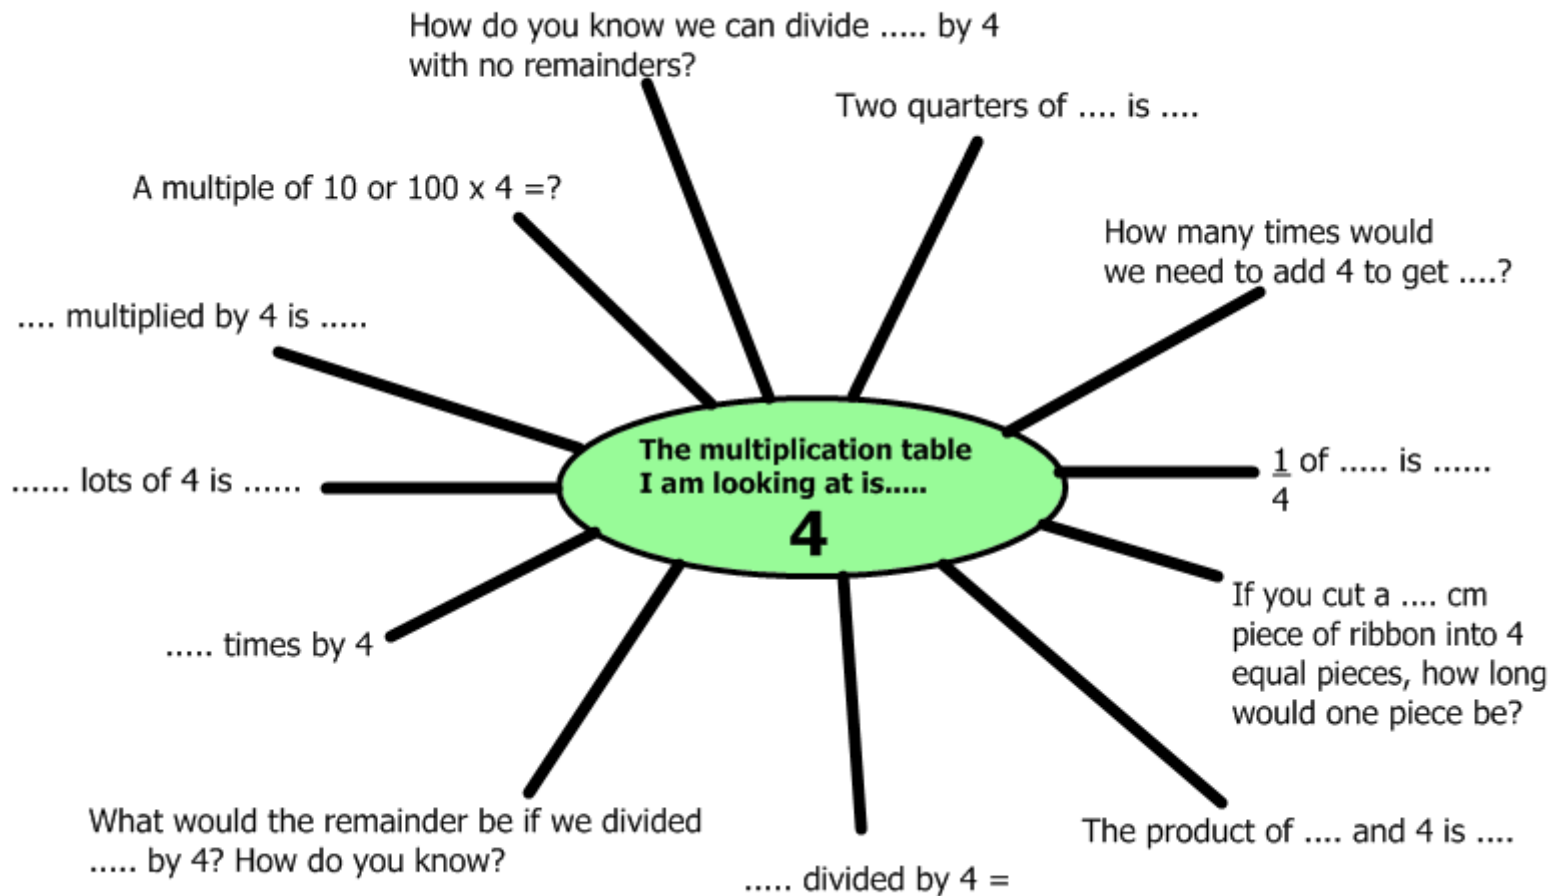 How do you know we can divide ..... by 4
with no remainders?
Two quarters of .... is ....
A multiple of 10 or 100 x 4 =?
How many times would
we need to add 4 to get ....?
.... multiplied by 4 is .....
The multiplication table
I am looking at is.....
4
1/4 of ..... is ......
...... lots of 4 is ......
If you cut a .... cm
piece of ribbon into 4
equal pieces, how long
would one piece be?
..... times by 4
What would the remainder be if we divided
..... by 4? How do you know?
The product of .... and 4 is ....
..... divided by 4 =